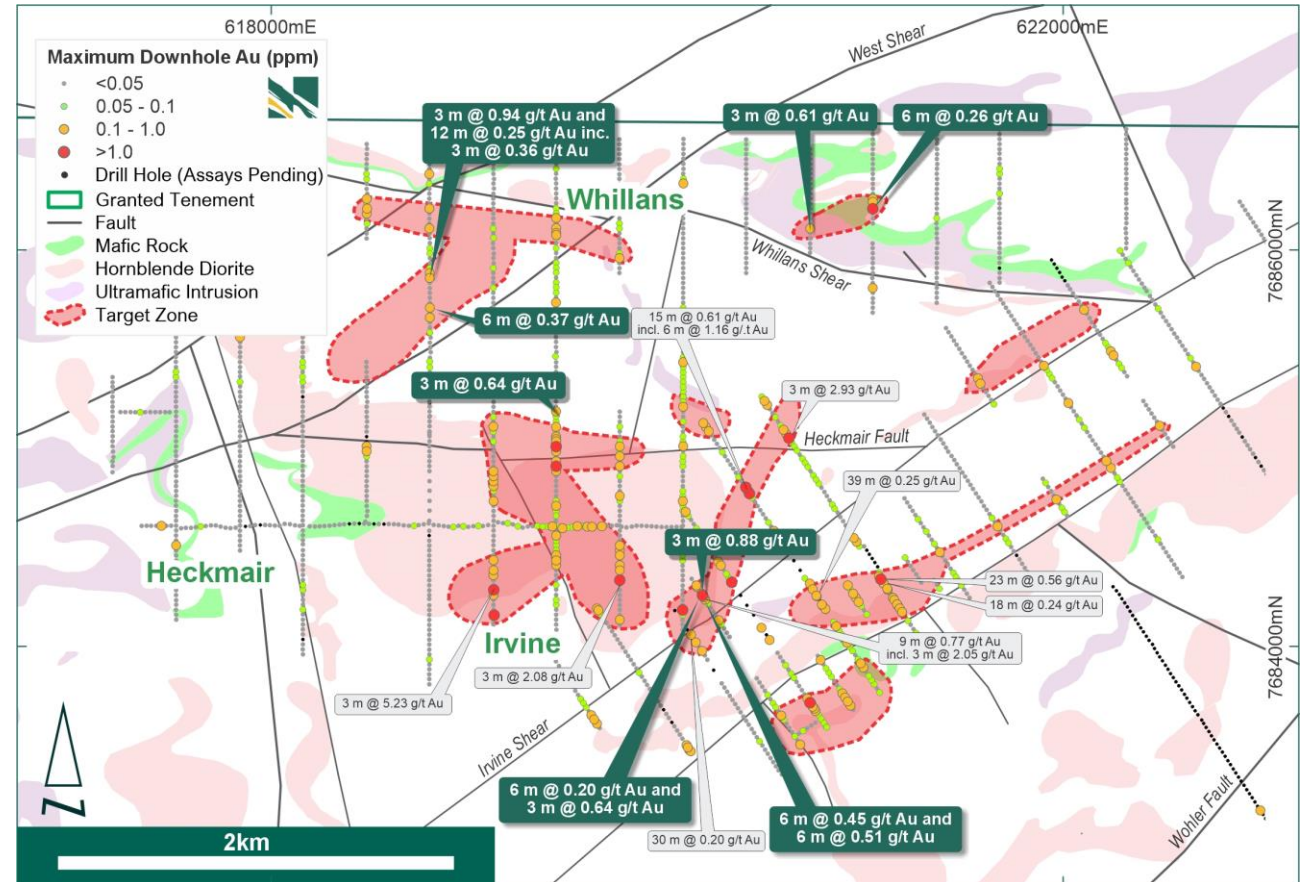 618000mE
622000mE
Maximum Downhole Au (ppm)
<0.05
0.05 - 0.1
0.1 - 1.0
>1.0
Drill Hole (Assays Pending)
Granted Tenement
Fault
Mafic Rock
Hornblende Diorite
Ultramafic Intrusion
Target Zone
West Shear
3 m @ 0.94 g/t Au and
12 m @ 0.25 g/t Au inc.
3 m @ 0.36 g/t Au
3 m @ 0.61 g/t Au
6 m @ 0.26 g/t Au
Whillans
Whillans Shear
7686000mN
6 m @ 0.37 g/t Au
15 m @ 0.61 g/t Au
incl. 6 m @ 1.16 g/.t Au
3 m @ 0.64 g/t Au
3 m @ 2.93 g/t Au
Heckmair Fault
39 m @ 0.25 g/t Au
3 m @ 0.88 g/t Au
Heckmair
23 m @ 0.56 g/t Au
18 m @ 0.24 g/t Au
Irvine
9 m @ 0.77 g/t Au
incl. 3 m @ 2.05 g/t Au
7684000mN
3 m @ 2.08 g/t Au
3 m @ 5.23 g/t Au
Irvine Shear
6 m @ 0.20 g/t Au and
3 m @ 0.64 g/t Au
6 m @ 0.45 g/t Au and
6 m @ 0.51 g/t Au
30 m @ 0.20 g/t Au
Wohler Fault
N
2km